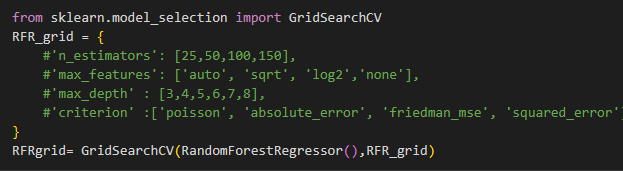 from sklearn.model_selection import GridSearchCV
RFR_grid = {
#'n_estimators': [25,50,100,150],
#'max_features': ['auto', 'sqrt', 'log2','none'],
#'max_depth' : [3,4,5,6,7,8],
#'criterion' :['poisson', 'absolute_error', 'friedman_mse', 'squared_error'
}
RFRgrid= GridSearchCV(RandomForestRegressor(),RFR_grid)